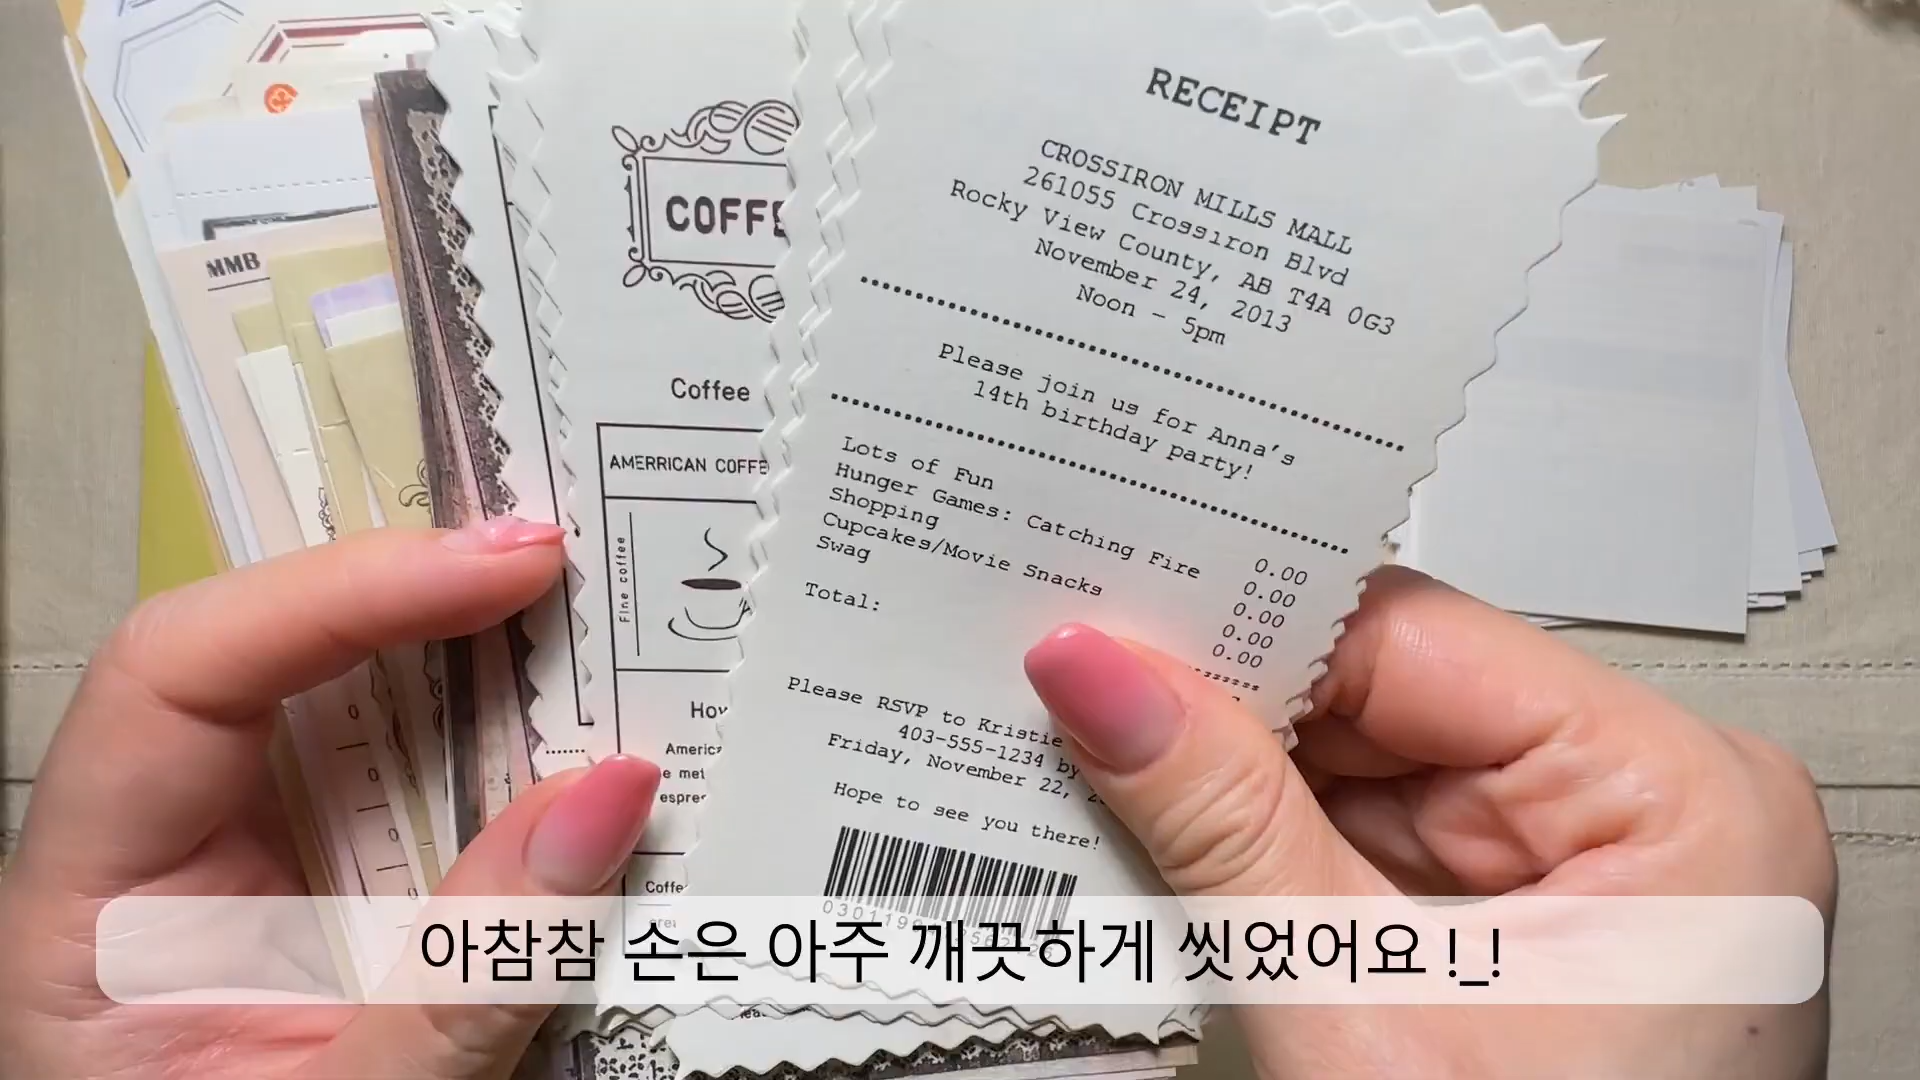 RECEIPT
CROSSIRON MILLS MALL
261055 Crossiron Blvd
Rocky View County, AB T4A 0G3
November 24, 2013
Noon - 5pm
Please join us for Anna's
14th birthday party!
Lots of Fun 0.00
Hunger Games: Catching Fire 0.00
Shopping 0.00
Cupcakes/Movie Snacks 0.00
Swag 0.00
Total:
Please RSVP to Kristie
403-555-1234 by
Friday, November 22,
Hope to see you there!
MMB
COFFE
Coffee
AMERRICAN COFFE
Fine coffee
How
America
espres
Coffe
아참참 손은 아주 깨끗하게 씻었어요 !_!